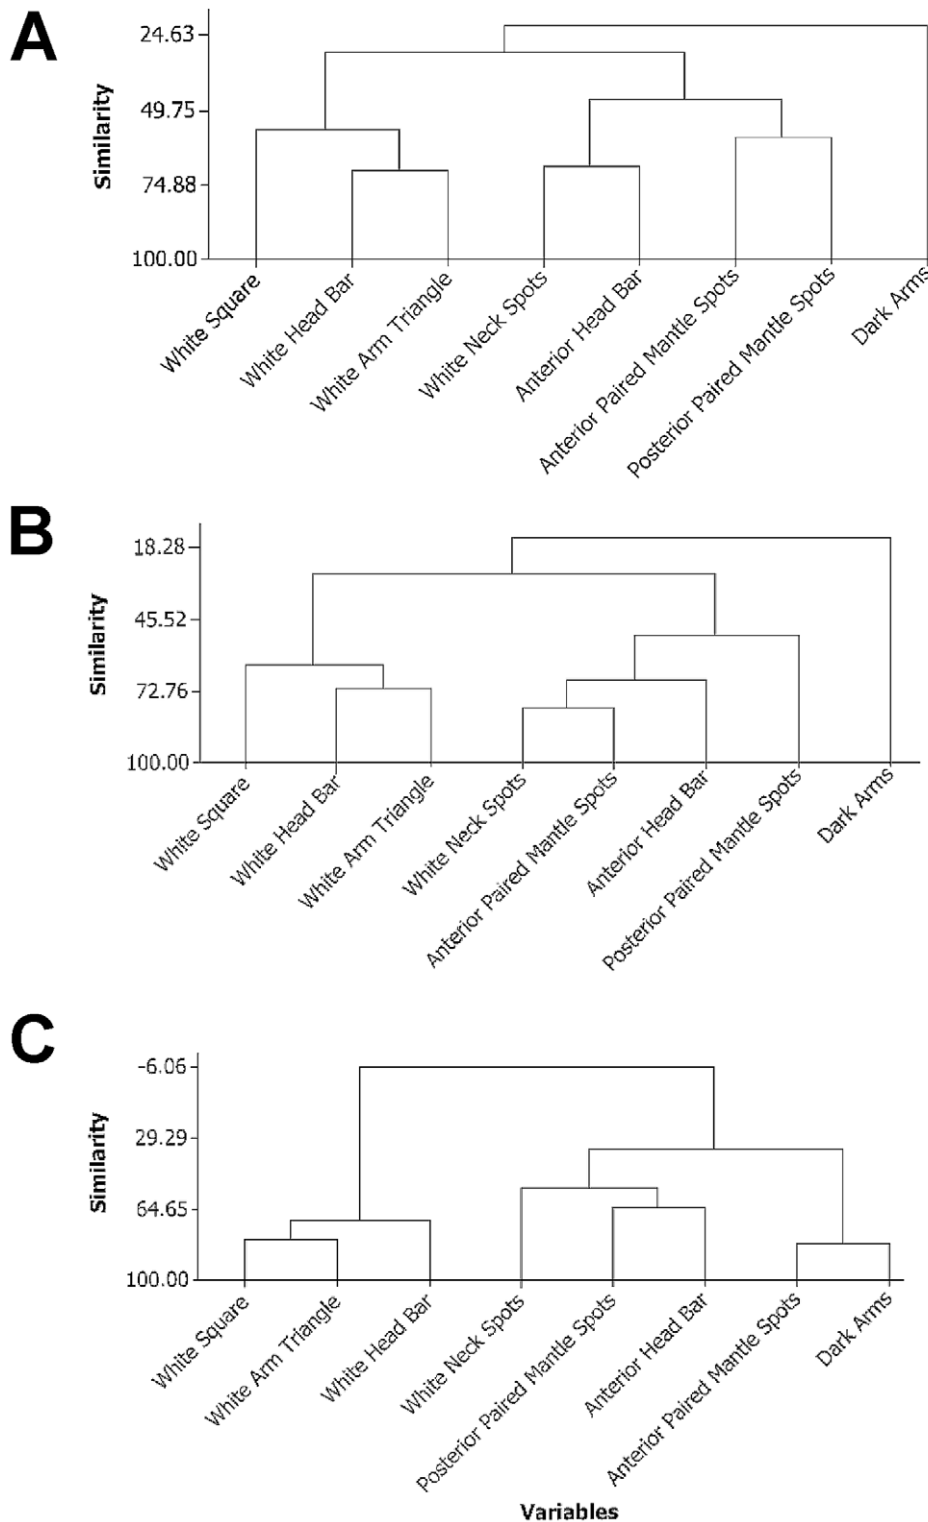 A
Similarity
24.63
49.75
74.88
100.00
White Square
White Head Bar
White Arm Triangle
White Neck Spots
Anterior Head Bar
Anterior Paired Mantle Spots
Posterior Paired Mantle Spots
Dark Arms
B
Similarity
18.28
45.52
72.76
100.00
White Square
White Head Bar
White Arm Triangle
White Neck Spots
Anterior Paired Mantle Spots
Anterior Head Bar
Posterior Paired Mantle Spots
Dark Arms
C
Similarity
-6.06
29.29
64.65
100.00
White Square
White Arm Triangle
White Head Bar
White Neck Spots
Posterior Paired Mantle Spots
Anterior Head Bar
Anterior Paired Mantle Spots
Dark Arms
Variables